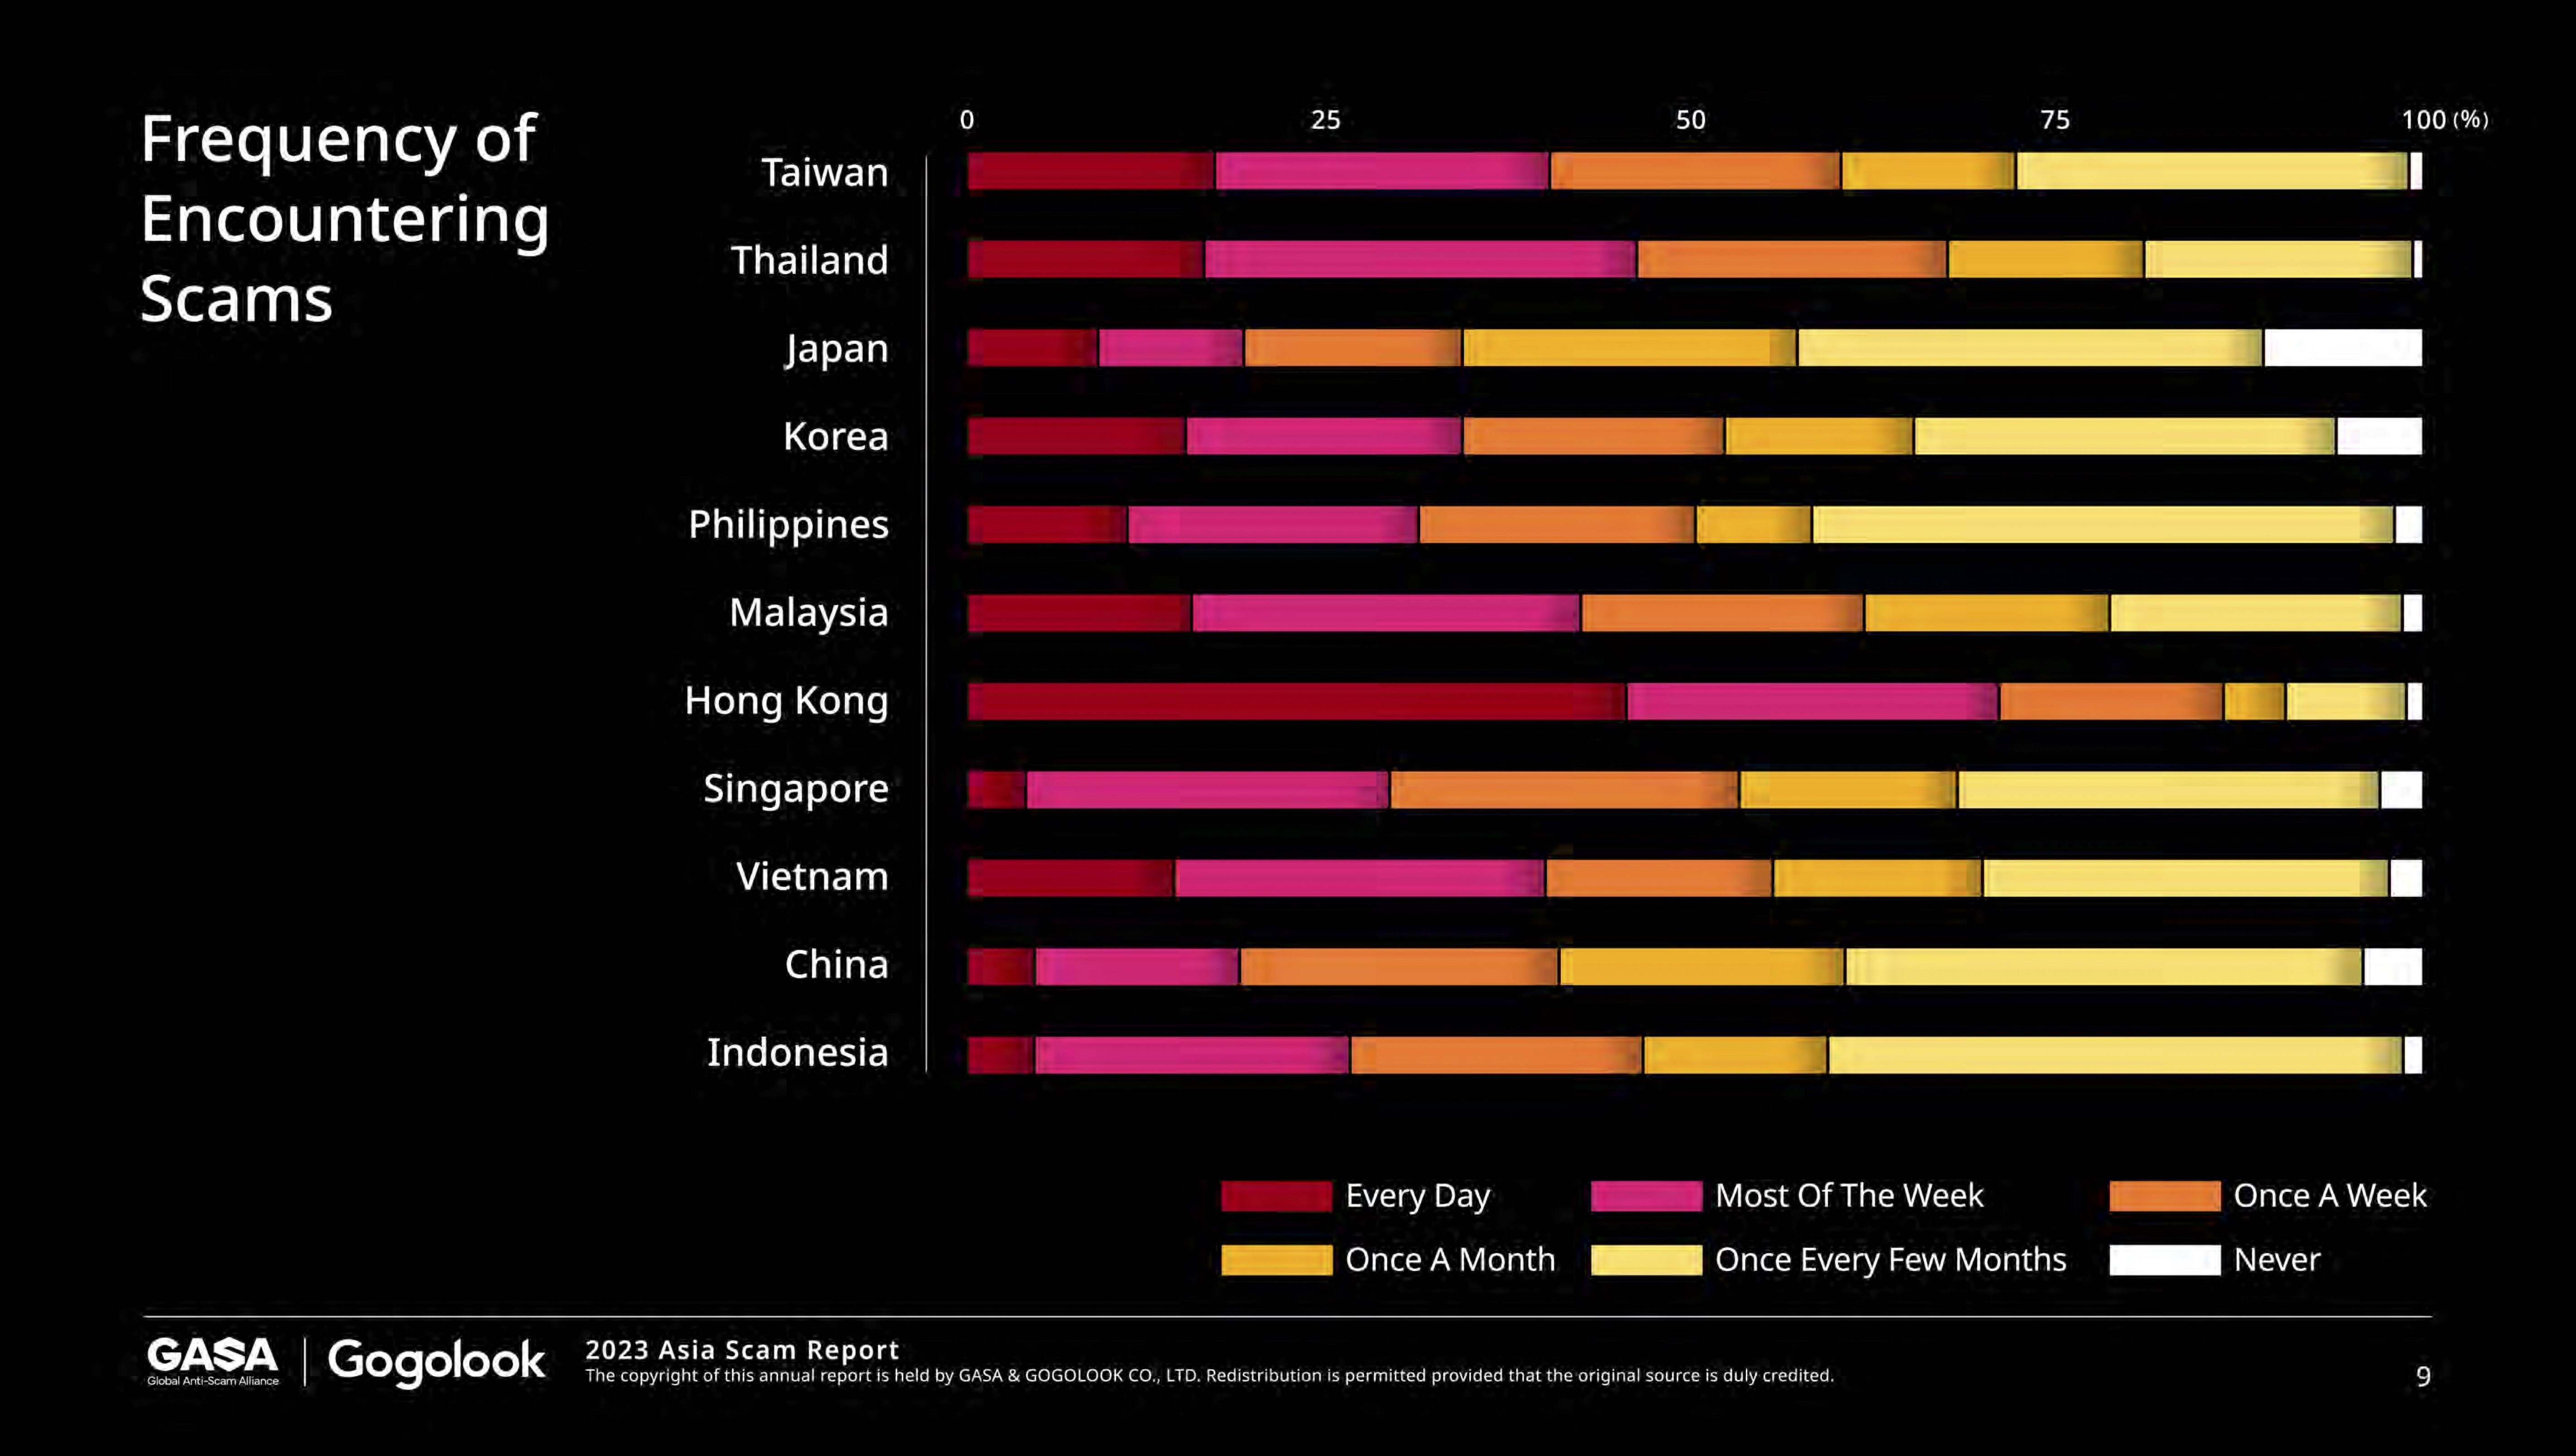 Frequency of
Encountering
Scams
0 25 50 75 100 (%)
Taiwan
Thailand
Japan
Korea
Philippines
Malaysia
Hong Kong
Singapore
Vietnam
China
Indonesia
Every Day Most Of The Week Once A Week
Once A Month Once Every Few Months Never
GASA
Global Anti-Scam Alliance
Gogolook
2023 Asia Scam Report
The copyright of this annual report is held by GASA & GOGOLOOK CO., LTD. Redistribution is permitted provided that the original source is duly credited.
9